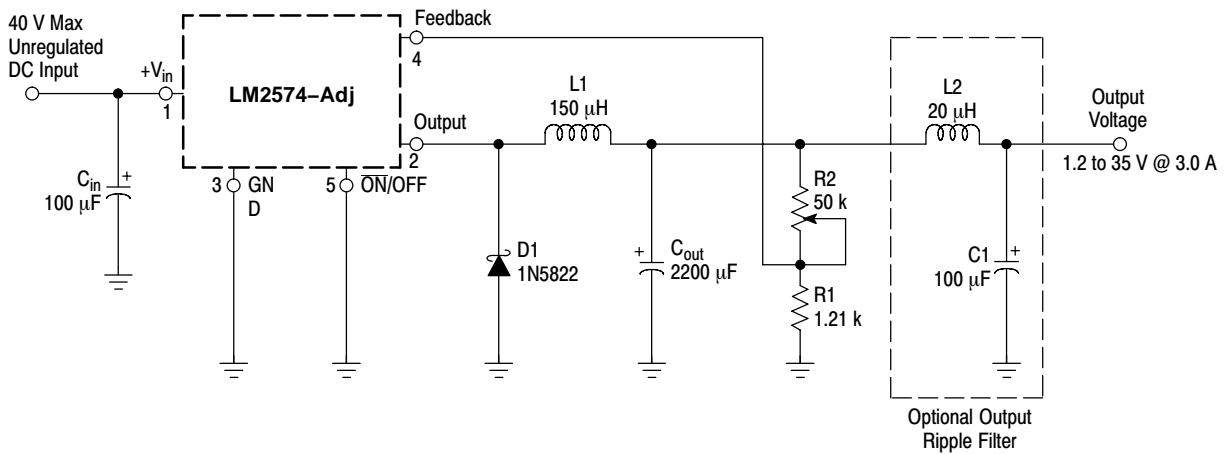 40 V Max
Unregulated
DC Input
Feedback
4
+Vin
1
LM2574–Adj
Output
2
3
GN
D
5
ON/OFF
Cin
100 μF
+
L1
150 μH
D1
1N5822
+
Cout
2200 μF
R2
50 k
R1
1.21 k
L2
20 μH
C1
100 μF
+
Output
Voltage
1.2 to 35 V @ 3.0 A
Optional Output
Ripple Filter